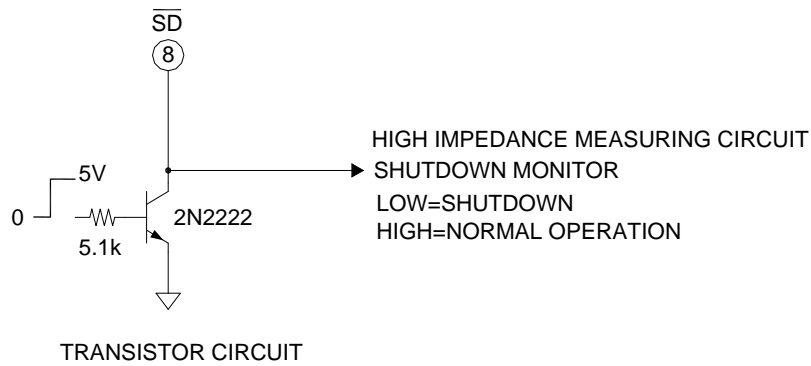 SD
8
HIGH IMPEDANCE MEASURING CIRCUIT
5V
SHUTDOWN MONITOR
LOW=SHUTDOWN
0
2N2222
HIGH=NORMAL OPERATION
5.1k
TRANSISTOR CIRCUIT